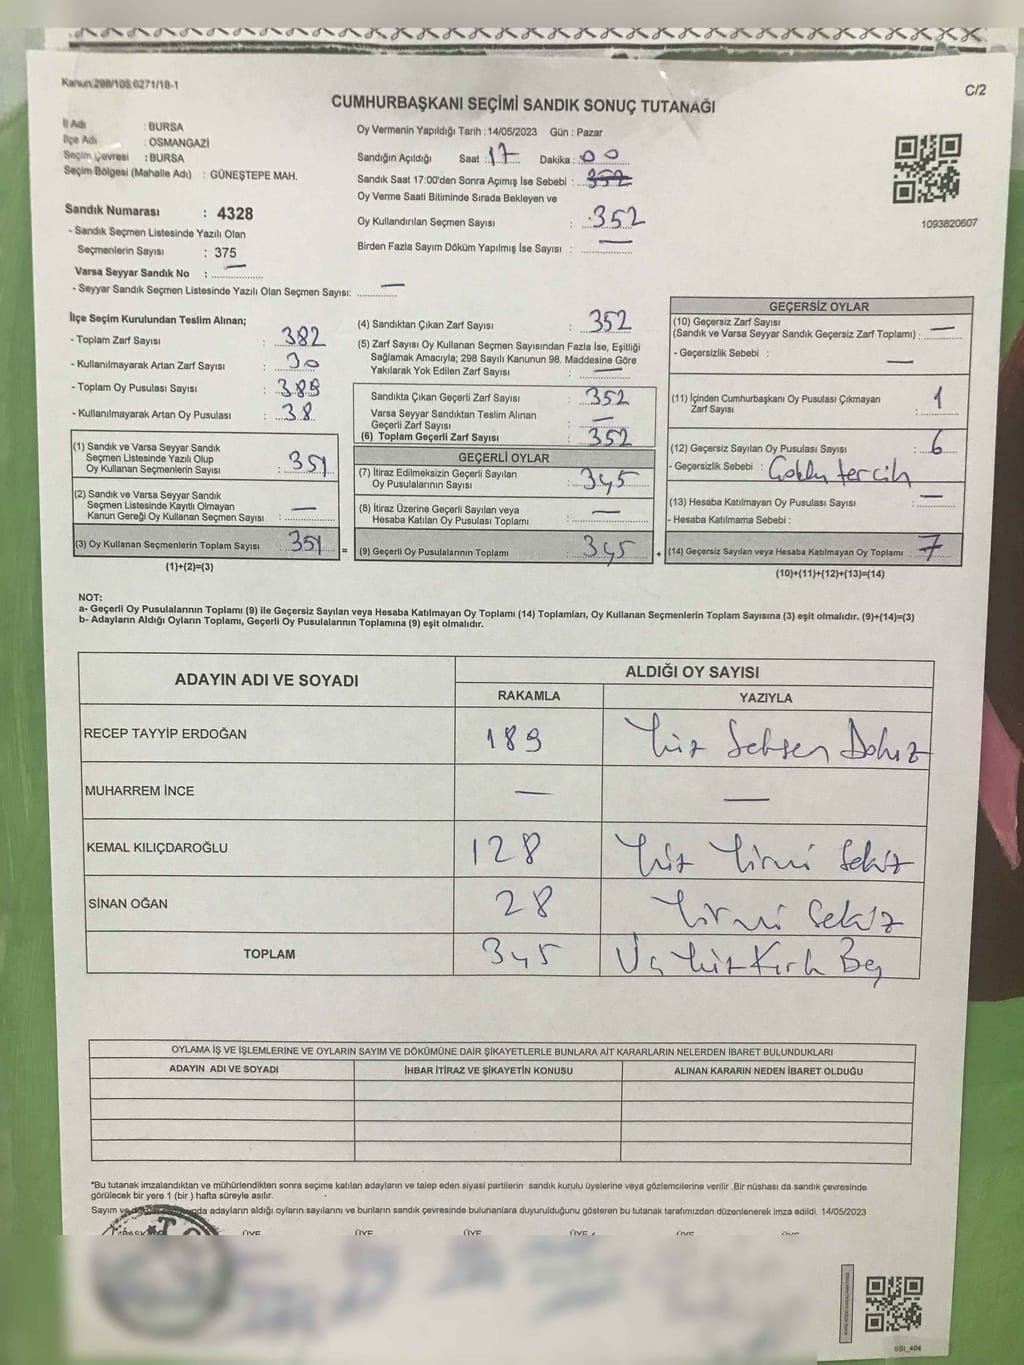 Kanun:298/105,6271/18-1
C/2
CUMHURBAŞKANI SEÇİMİ SANDIK SONUÇ TUTANAĞI
İl Adı : BURSA
İlçe Adı : OSMANGAZİ
Seçim Çevresi : BURSA
Seçim Bölgesi (Mahalle Adı) : GÜNEŞTEPE MAH.
Sandık Numarası : 4328
- Sandık Seçmen Listesinde Yazılı Olan
Seçmenlerin Sayısı : 375
Varsa Seyyar Sandık No : —
- Seyyar Sandık Seçmen Listesinde Yazılı Olan Seçmen Sayısı: —
Oy Vermenin Yapıldığı Tarih : 14/05/2023 Gün : Pazar
Sandığın Açıldığı Saat : 17 Dakika : 00
Sandık Saat 17:00'dan Sonra Açımış İse Sebebi : 352
Oy Verme Saati Bitiminde Sırada Bekleyen ve
Oy Kullandırılan Seçmen Sayısı : 352
Birden Fazla Sayım Döküm Yapılmış İse Sayısı : —
1093820607
İlçe Seçim Kurulundan Teslim Alınan;
- Toplam Zarf Sayısı : 382
- Kullanılmayarak Artan Zarf Sayısı : 30
- Toplam Oy Pusulası Sayısı : 389
- Kullanılmayarak Artan Oy Pusulası : 38
(1) Sandık ve Varsa Seyyar Sandık
Seçmen Listesinde Yazılı Olup
Oy Kullanan Seçmenlerin Sayısı : 351
(2) Sandık ve Varsa Seyyar Sandık
Seçmen Listesinde Kayıtlı Olmayan
Kanun Gereği Oy Kullanan Seçmen Sayısı : —
(3) Oy Kullanan Seçmenlerin Toplam Sayısı : 351
(1)+(2)=(3)
(4) Sandıktan Çıkan Zarf Sayısı : 352
(5) Zarf Sayısı Oy Kullanan Seçmen Sayısından Fazla İse, Eşitliği
Sağlamak Amacıyla; 298 Sayılı Kanunun 98. Maddesine Göre
Yakılarak Yok Edilen Zarf Sayısı : —
Sandıkta Çıkan Geçerli Zarf Sayısı : 352
Varsa Seyyar Sandıktan Teslim Alınan
Geçerli Zarf Sayısı : —
(6) Toplam Geçerli Zarf Sayısı : 352
GEÇERLİ OYLAR
(7) İtiraz Edilmeksizin Geçerli Sayılan
Oy Pusulalarının Sayısı : 345
(8) İtiraz Üzerine Geçerli Sayılan veya
Hesaba Katılan Oy Pusulası Toplamı : —
= (9) Geçerli Oy Pusulalarının Toplamı : 345
GEÇERSİZ OYLAR
(10) Geçersiz Zarf Sayısı
(Sandık ve Varsa Seyyar Sandık Geçersiz Zarf Toplamı) : —
- Geçersizlik Sebebi : —
(11) İçinden Cumhurbaşkanı Oy Pusulası Çıkmayan
Zarf Sayısı : 1
(12) Geçersiz Sayılan Oy Pusulası Sayısı : 6
- Geçersizlik Sebebi : Çoklu tercih
(13) Hesaba Katılmayan Oy Pusulası Sayısı : —
- Hesaba Katılmama Sebebi :
+ (14) Geçersiz Sayılan veya Hesaba Katılmayan Oy Toplamı : 7
(10)+(11)+(12)+(13)=(14)
NOT:
a- Geçerli Oy Pusulalarının Toplamı (9) ile Geçersiz Sayılan veya Hesaba Katılmayan Oy Toplamı (14) Toplamları, Oy Kullanan Seçmenlerin Toplam Sayısına (3) eşit olmalıdır. (9)+(14)=(3)
b- Adayların Aldığı Oyların Toplamı, Geçerli Oy Pusulalarının Toplamına (9) eşit olmalıdır.
ADAYIN ADI VE SOYADI
ALDIĞI OY SAYISI
RAKAMLA YAZIYLA
RECEP TAYYİP ERDOĞAN 189 Yüz Seksen Dokuz
MUHARREM İNCE — —
KEMAL KILIÇDAROĞLU 128 Yüz Yirmi Sekiz
SİNAN OĞAN 28 Yirmi Sekiz
TOPLAM 345 Üç Yüz Kırk Beş
OYLAMA İŞ VE İŞLEMLERİNE VE OYLARIN SAYIM VE DÖKÜMÜNE DAİR ŞİKAYETLERLE BUNLARA AİT KARARLARIN NELERDEN İBARET BULUNDUKLARI
ADAYIN ADI VE SOYADI İHBAR İTİRAZ VE ŞİKAYETİN KONUSU ALINAN KARARIN NEDEN İBARET OLDUĞU
*Bu tutanak imzalandıktan ve mühürlendikten sonra seçime katılan adayların ve talep eden siyasi partilerin sandık kurulu üyelerine veya gözlemcilerine verilir .Bir nüshası da sandık çevresinde
görülecek bir yere 1 (bir ) hafta süreyle asılır.
Sayım ve adayların aldığı oyların sayılarını ve bunların sandık çevresinde bulunanlara duyurulduğunu gösteren bu tutanak tarafımızdan düzenlenerek imza edildi. 14/05/2023
ÜYE ÜYE ÜYE ÜYE ÜYE
SSI_404